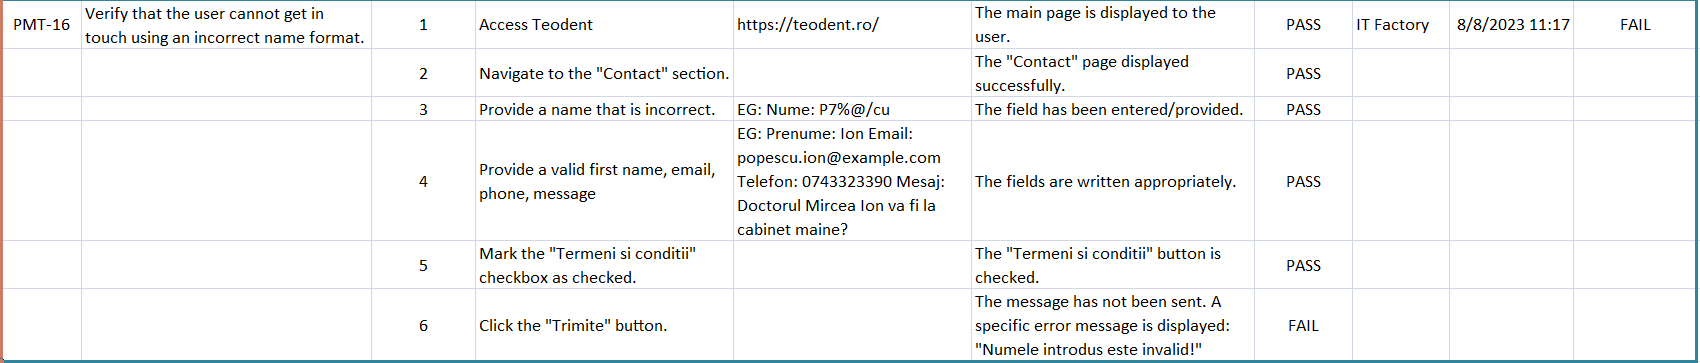 PMT-16
Verify that the user cannot get in
touch using an incorrect name format.
1
Access Teodent
https://teodent.ro/
The main page is displayed to the
user.
PASS
IT Factory
8/8/2023 11:17
FAIL
2
Navigate to the "Contact" section.
The "Contact" page displayed
successfully.
PASS
3
Provide a name that is incorrect.
EG: Nume: P7%@/cu
The field has been entered/provided.
PASS
4
Provide a valid first name, email,
phone, message
EG: Prenume: Ion Email:
popescu.ion@example.com
Telefon: 0743323390 Mesaj:
Doctorul Mircea Ion va fi la
cabinet maine?
The fields are written appropriately.
PASS
5
Mark the "Termeni si conditii"
checkbox as checked.
The "Termeni si conditii" button is
checked.
PASS
6
Click the "Trimite" button.
The message has not been sent. A
specific error message is displayed:
"Numele introdus este invalid!"
FAIL